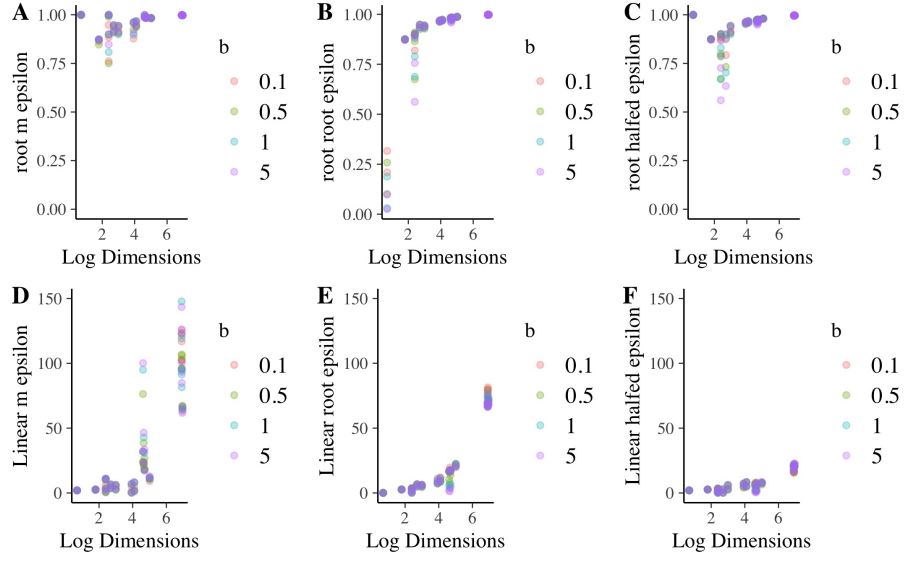 A
root m epsilon
1.00
0.75
0.50
0.25
0.00
2 4 6
Log Dimensions
b
0.1
0.5
1
5
B
root root epsilon
1.00
0.75
0.50
0.25
0.00
2 4 6
Log Dimensions
b
0.1
0.5
1
5
C
root halfed epsilon
1.00
0.75
0.50
0.25
0.00
2 4 6
Log Dimensions
b
0.1
0.5
1
5
D
Linear m epsilon
150
100
50
0
2 4 6
Log Dimensions
b
0.1
0.5
1
5
E
Linear root epsilon
150
100
50
0
2 4 6
Log Dimensions
b
0.1
0.5
1
5
F
Linear halfed epsilon
150
100
50
0
2 4 6
Log Dimensions
b
0.1
0.5
1
5